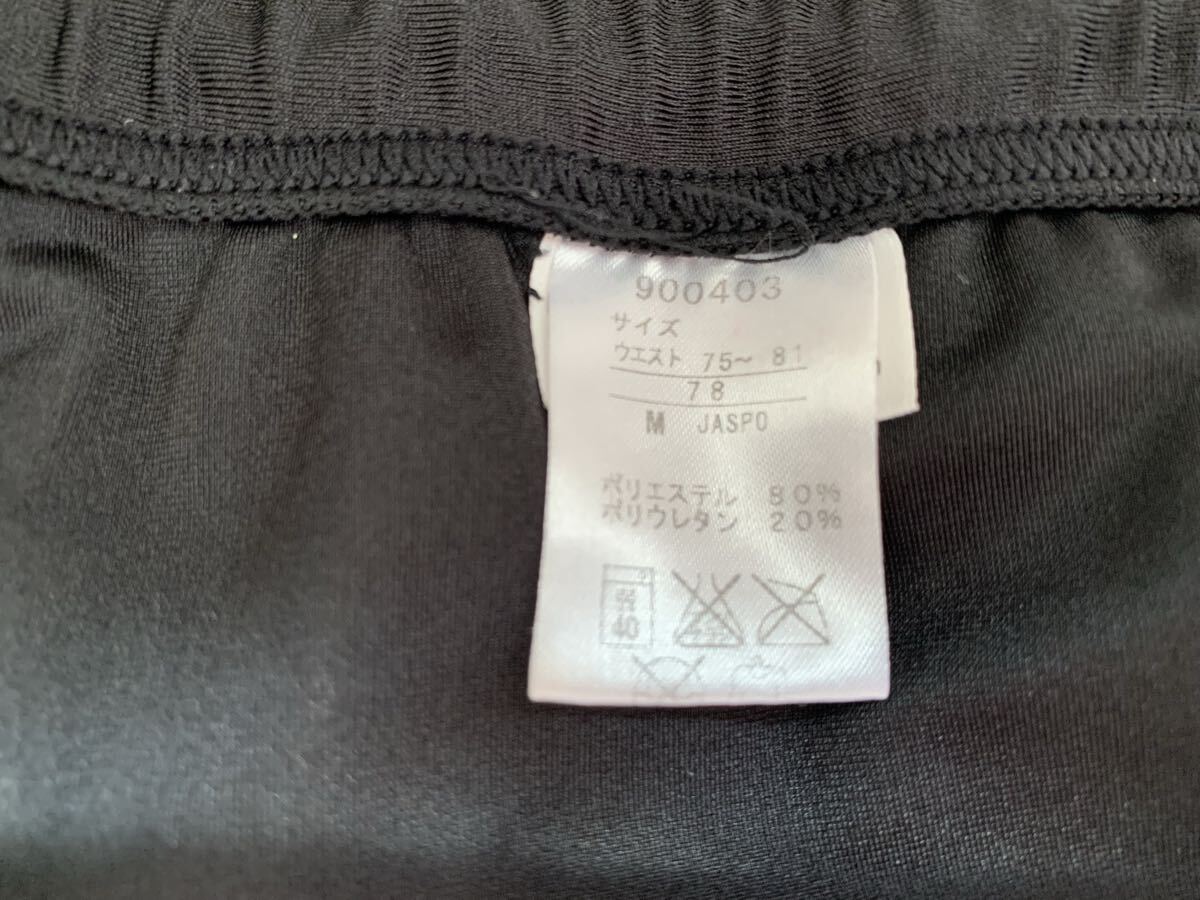 900403
サイズ
ウエスト 75〜81
78
M JASPO
ポリエステル 80%
ポリウレタン 20%
40